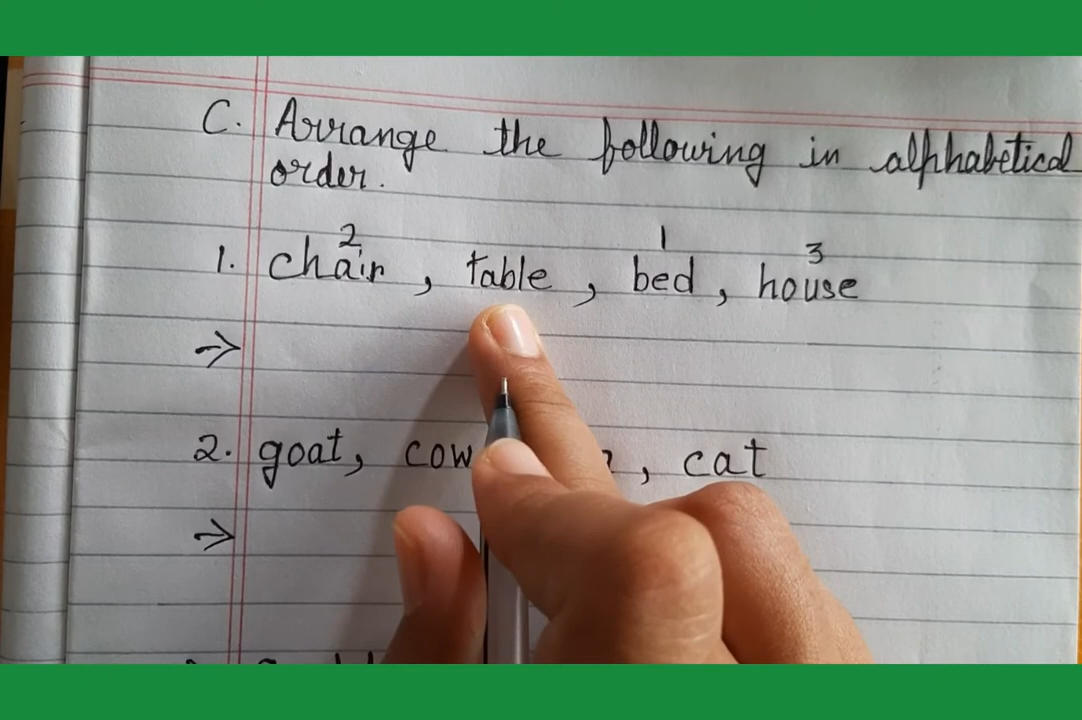 C. Arrange the following in alphabetical
order.
2 1 3
1. chair, table, bed, house
⇒
2. goat, cow , cat
⇒